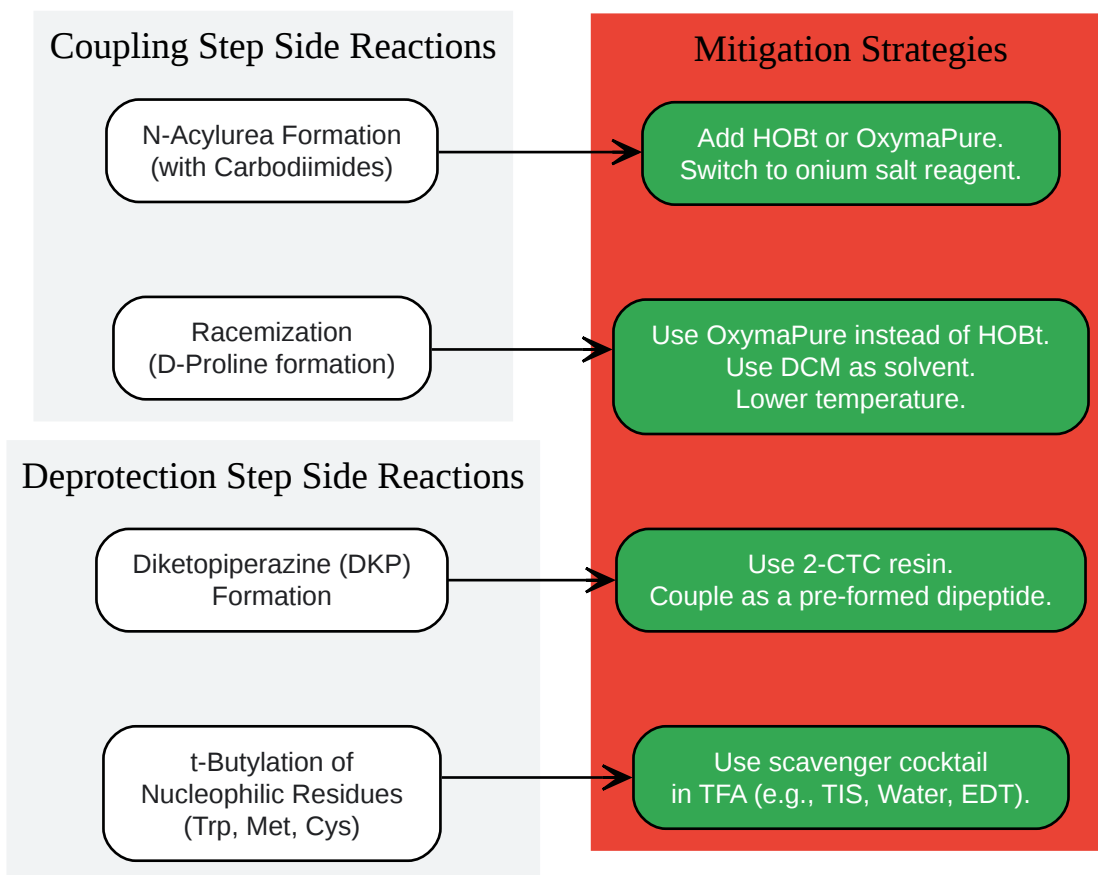 Coupling Step Side Reactions
N-Acylurea Formation
(with Carbodiimides)
Racemization
(D-Proline formation)
Deprotection Step Side Reactions
Diketopiperazine (DKP)
Formation
t-Butylation of
Nucleophilic Residues
(Trp, Met, Cys)
Mitigation Strategies
Add HOBt or OxymaPure.
Switch to onium salt reagent.
Use OxymaPure instead of HOBt.
Use DCM as solvent.
Lower temperature.
Use 2-CTC resin.
Couple as a pre-formed dipeptide.
Use scavenger cocktail
in TFA (e.g., TIS, Water, EDT).